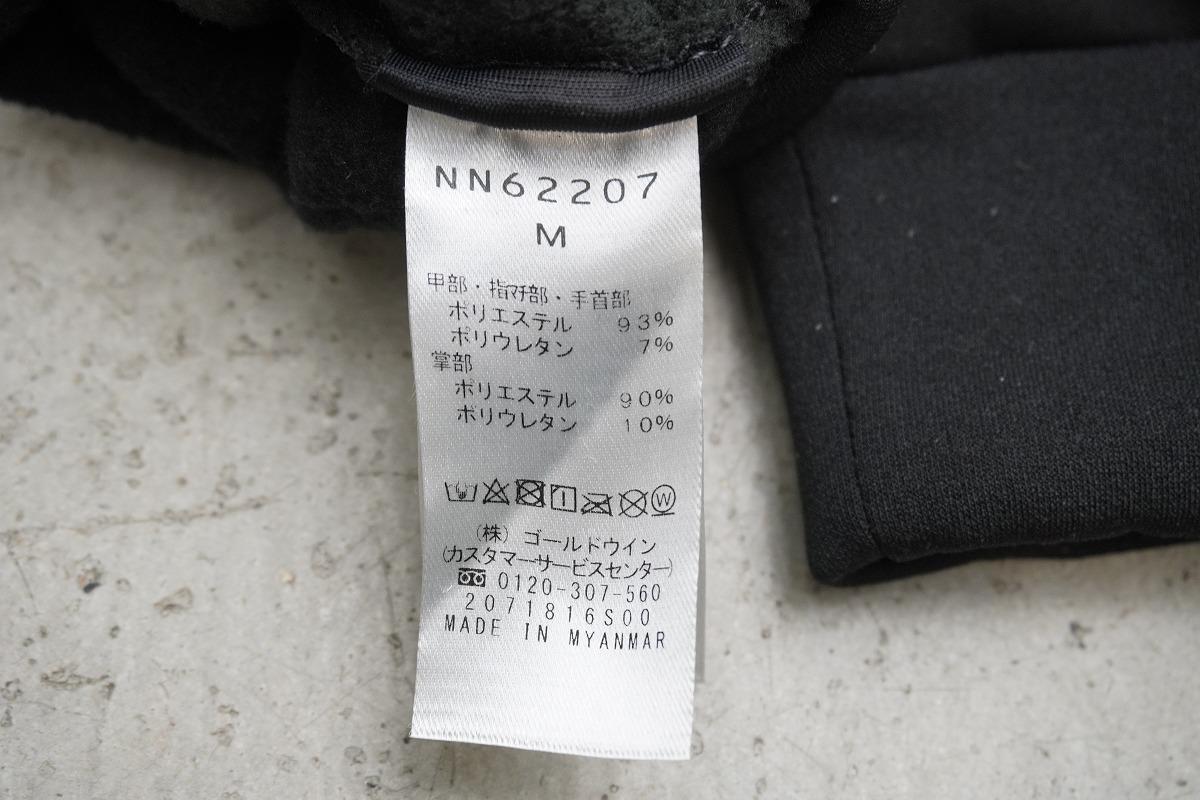 NN62207
M
甲部・指マチ部・手首部
ポリエステル 93%
ポリウレタン 7%
掌部
ポリエステル 90%
ポリウレタン 10%
W
(株) ゴールドウイン
(カスタマーサービスセンター)
0120-307-560
2071816S00
MADE IN MYANMAR